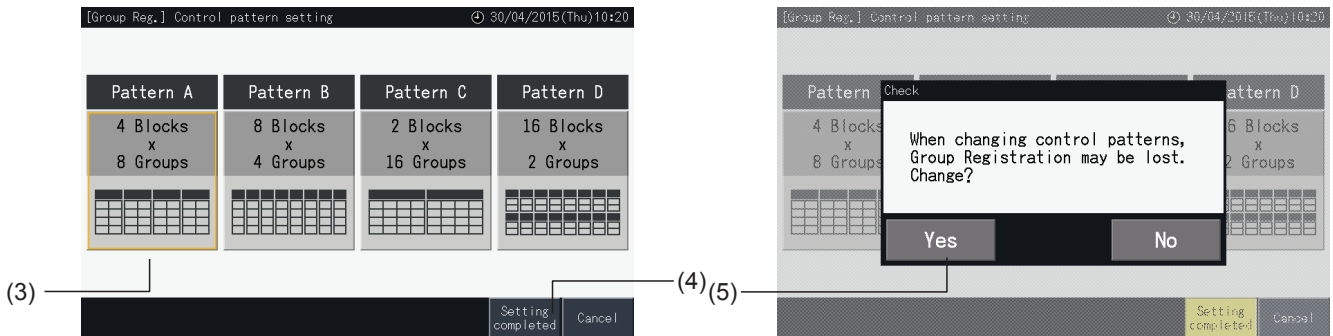 [Group Reg.] Control pattern setting 30/04/2015(Thu)10:20
Pattern A Pattern B Pattern C Pattern D
4 Blocks
x
8 Groups
8 Blocks
x
4 Groups
2 Blocks
x
16 Groups
16 Blocks
x
2 Groups
(3)
(4)
Setting
completed
Cancel
[Group Reg.] Control pattern setting 30/04/2015(Thu)10:20
Pattern
attern D
4 Blocks
x
8 Groups
6 Blocks
x
2 Groups
Check
When changing control patterns,
Group Registration may be lost.
Change?
Yes No
(5)
Setting
completed
Cancel